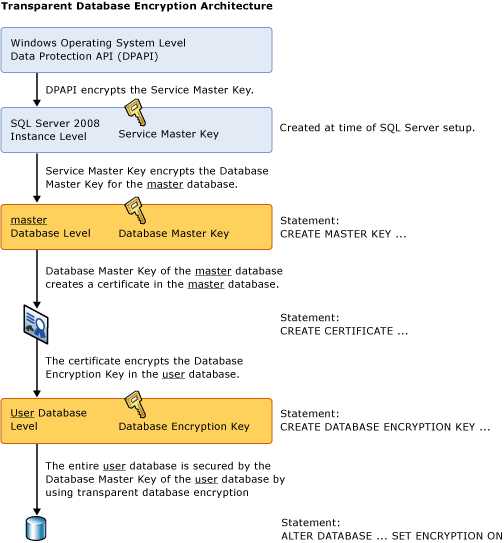 Transparent Database Encryption Architecture
Windows Operating System Level
Data Protection API (DPAPI)
DPAPI encrypts the Service Master Key.
SQL Server 2008
Instance Level
Service Master Key
Created at time of SQL Server setup.
Service Master Key encrypts the Database
Master Key for the master database.
master
Database Level
Database Master Key
Statement:
CREATE MASTER KEY ...
Database Master Key of the master database
creates a certificate in the master database.
Statement:
CREATE CERTIFICATE ...
The certificate encrypts the Database
Encryption Key in the user database.
User Database
Level
Database Encryption Key
Statement:
CREATE DATABASE ENCRYPTION KEY ...
The entire user database is secured by the
Database Master Key of the user database by
using transparent database encryption
Statement:
ALTER DATABASE ... SET ENCRYPTION ON